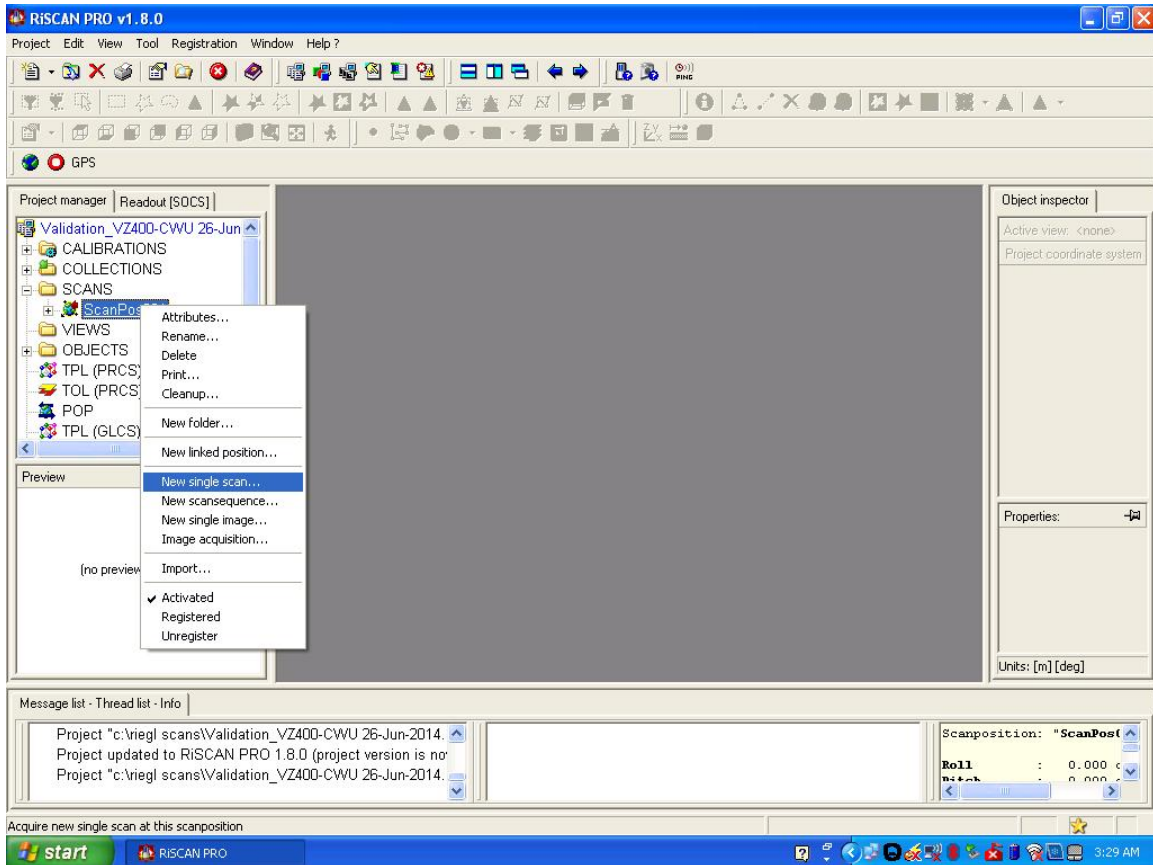 RiSCAN PRO v1.8.0
Project Edit View Tool Registration Window Help ?
PING
GPS
Project manager
Readout [SOCS]
Validation_VZ400-CWU 26-Jun
CALIBRATIONS
COLLECTIONS
SCANS
VIEWS
OBJECTS
TPL (PRCS)
TOL (PRCS
POP
TPL (GLCS)
Attributes...
Rename...
Delete
Print...
Cleanup...
New folder...
New linked position...
New single scan...
New scansequence...
New single image...
Image acquisition...
Import...
Activated
Registered
Unregister
Preview
(no preview
Object inspector
Active view: <none>
Project coordinate system
Properties:
Units: [m] [deg]
Message list - Thread list - Info
Project "c:\riegl scans\Validation_VZ400-CWU 26-Jun-2014.
Project updated to RiSCAN PRO 1.8.0 (project version is no
Project "c:\riegl scans\Validation_VZ400-CWU 26-Jun-2014.
Scanposition: "ScanPos
Roll : 0.000
Pitch : 0.000
Acquire new single scan at this scanposition
start
RiSCAN PRO
3:29 AM